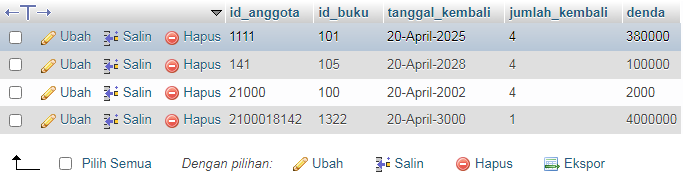 id_anggota id_buku tanggal_kembali jumlah_kembali denda
Ubah Salin Hapus 1111 101 20-April-2025 4 380000
Ubah Salin Hapus 141 105 20-April-2028 4 100000
Ubah Salin Hapus 21000 100 20-April-2002 4 2000
Ubah Salin Hapus 2100018142 1322 20-April-3000 1 4000000
Pilih Semua Dengan pilihan: Ubah Salin Hapus Ekspor